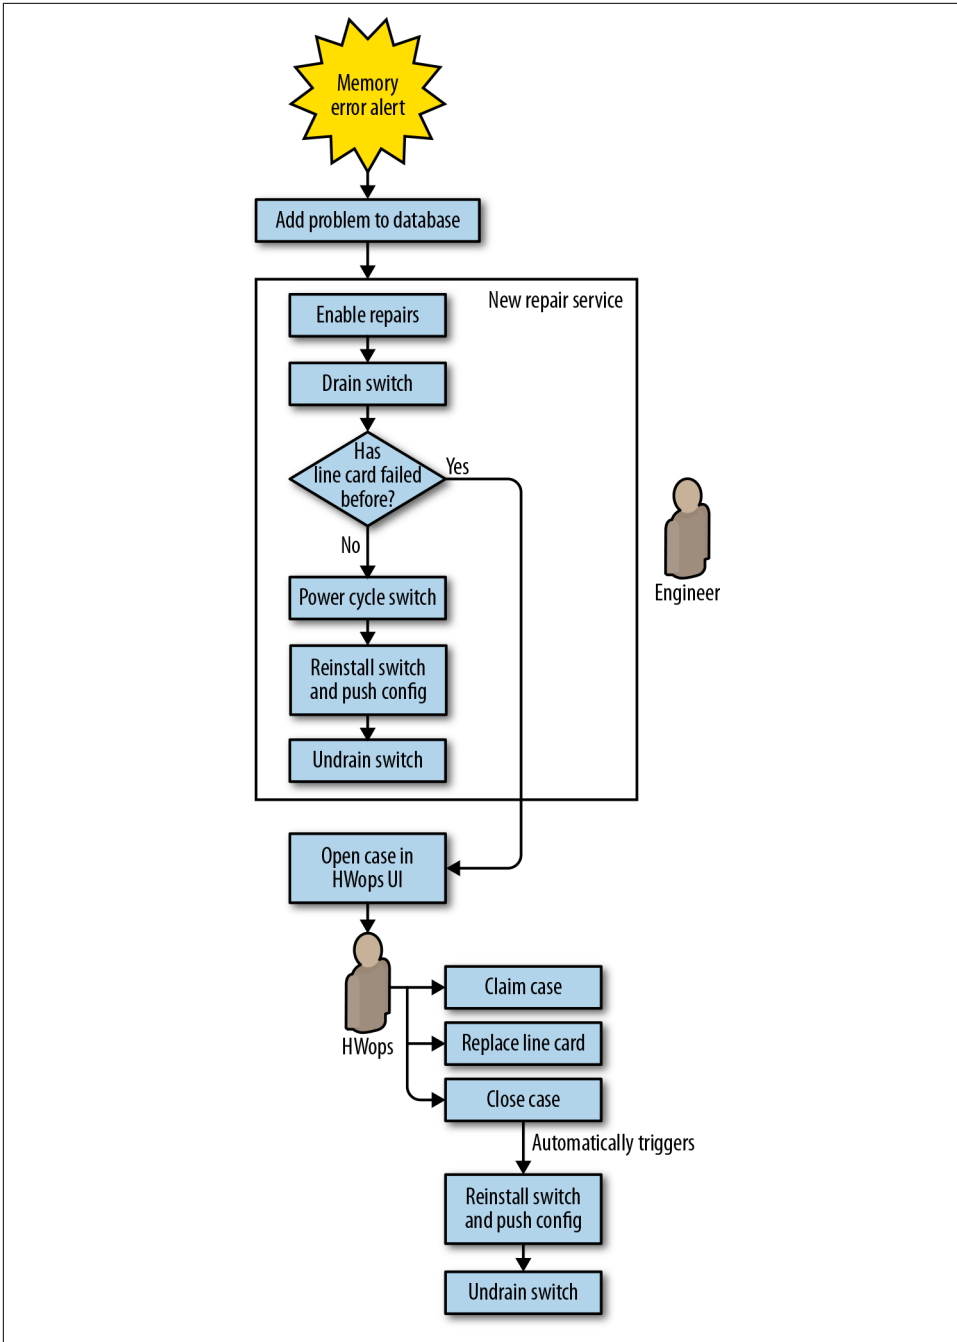 Memory
error alert
Add problem to database
New repair service
Enable repairs
Drain switch
Has
line card failed
before?
Yes
No
Engineer
Power cycle switch
Reinstall switch
and push config
Undrain switch
Open case in
HWops UI
HWops
Claim case
Replace line card
Close case
Automatically triggers
Reinstall switch
and push config
Undrain switch